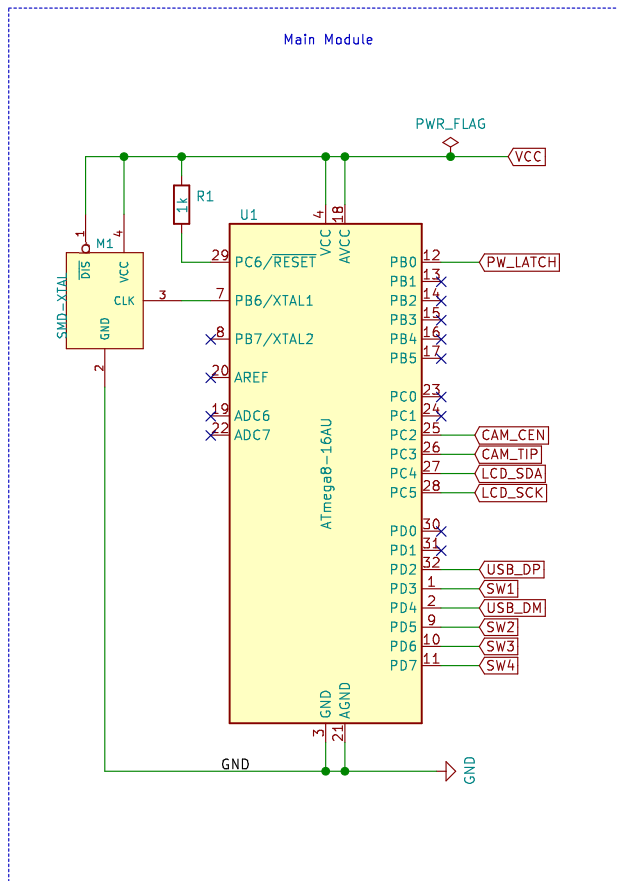 Main Module
PWR_FLAG
VCC
R1
1k
U1
4
18
VCC
AVCC
1
4
M1
DIS
VCC
CLK
3
GND
SMD-XTAL
2
29 PC6/RESET
7 PB6/XTAL1
8 PB7/XTAL2
20 AREF
19 ADC6
22 ADC7
ATmega8-16AU
PB0 12 PW_LATCH
PB1 13
PB2 14
PB3 15
PB4 16
PB5 17
PC0 23
PC1 24
PC2 25 CAM_CEN
PC3 26 CAM_TIP
PC4 27 LCD_SDA
PC5 28 LCD_SCK
PD0 30
PD1 31
PD2 32 USB_DP
PD3 1 SW1
PD4 2 USB_DM
PD5 9 SW2
PD6 10 SW3
PD7 11 SW4
GND
AGND
3
21
GND
GND